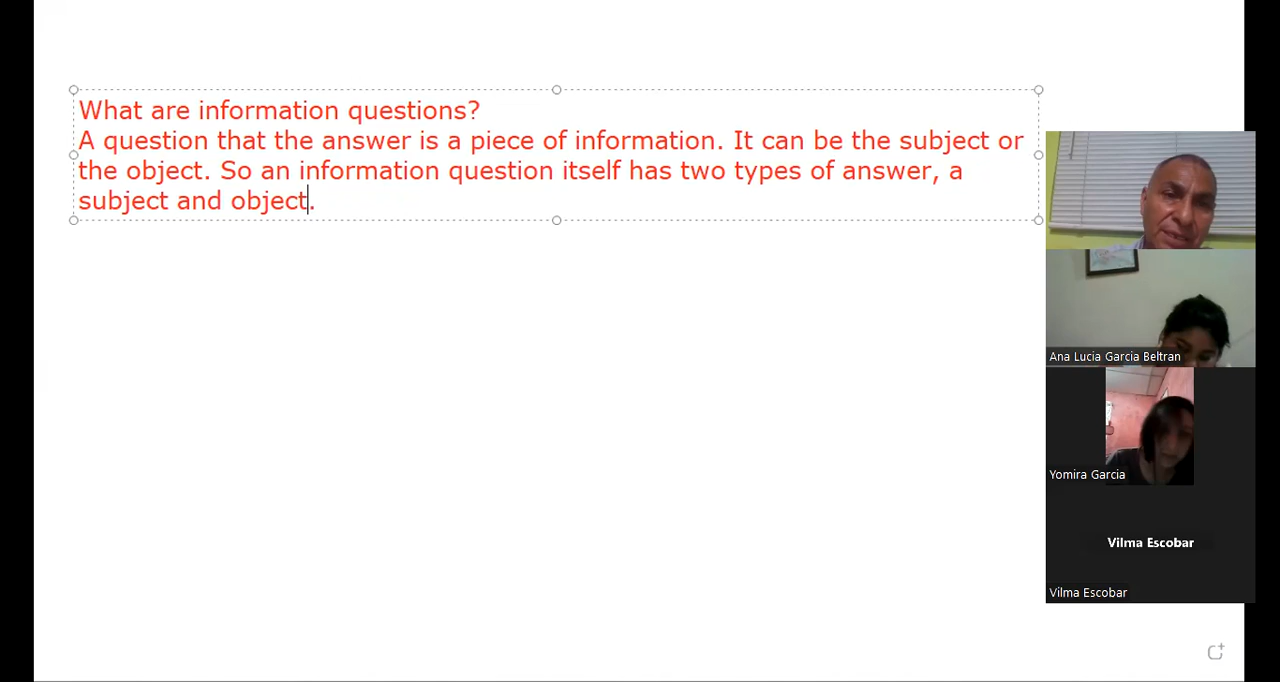 What are information questions?
A question that the answer is a piece of information. It can be the subject or
the object. So an information question itself has two types of answer, a
subject and object.
Ana Lucia Garcia Beltran
Yomira Garcia
Vilma Escobar
Vilma Escobar